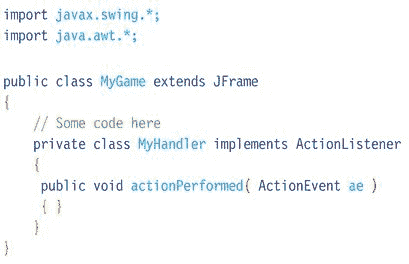 import javax.swing.*;
import java.awt.*;
public class MyGame extends JFrame
{
// Some code here
private class MyHandler implements ActionListener
{
public void actionPerformed( ActionEvent ae )
{ }
}
}